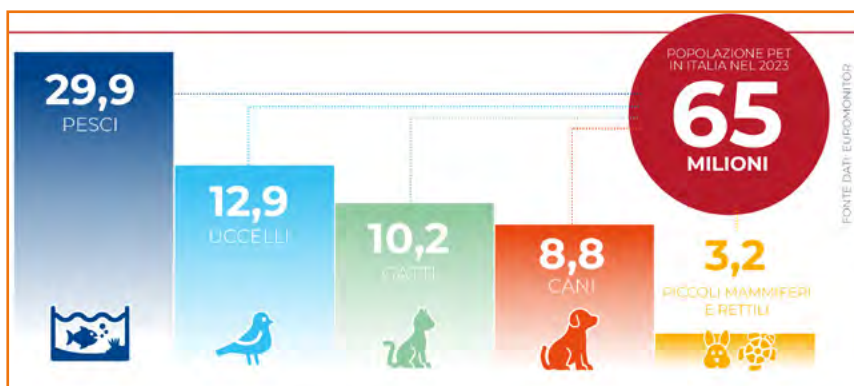 POPOLAZIONE PET
IN ITALIA NEL 2023
65
MILIONI
29,9
PESCI
12,9
UCCELLI
10,2
GATTI
8,8
CANI
3,2
PICCOLI MAMMIFERI
E RETTILI
FONTE DATI: EUROMONITOR